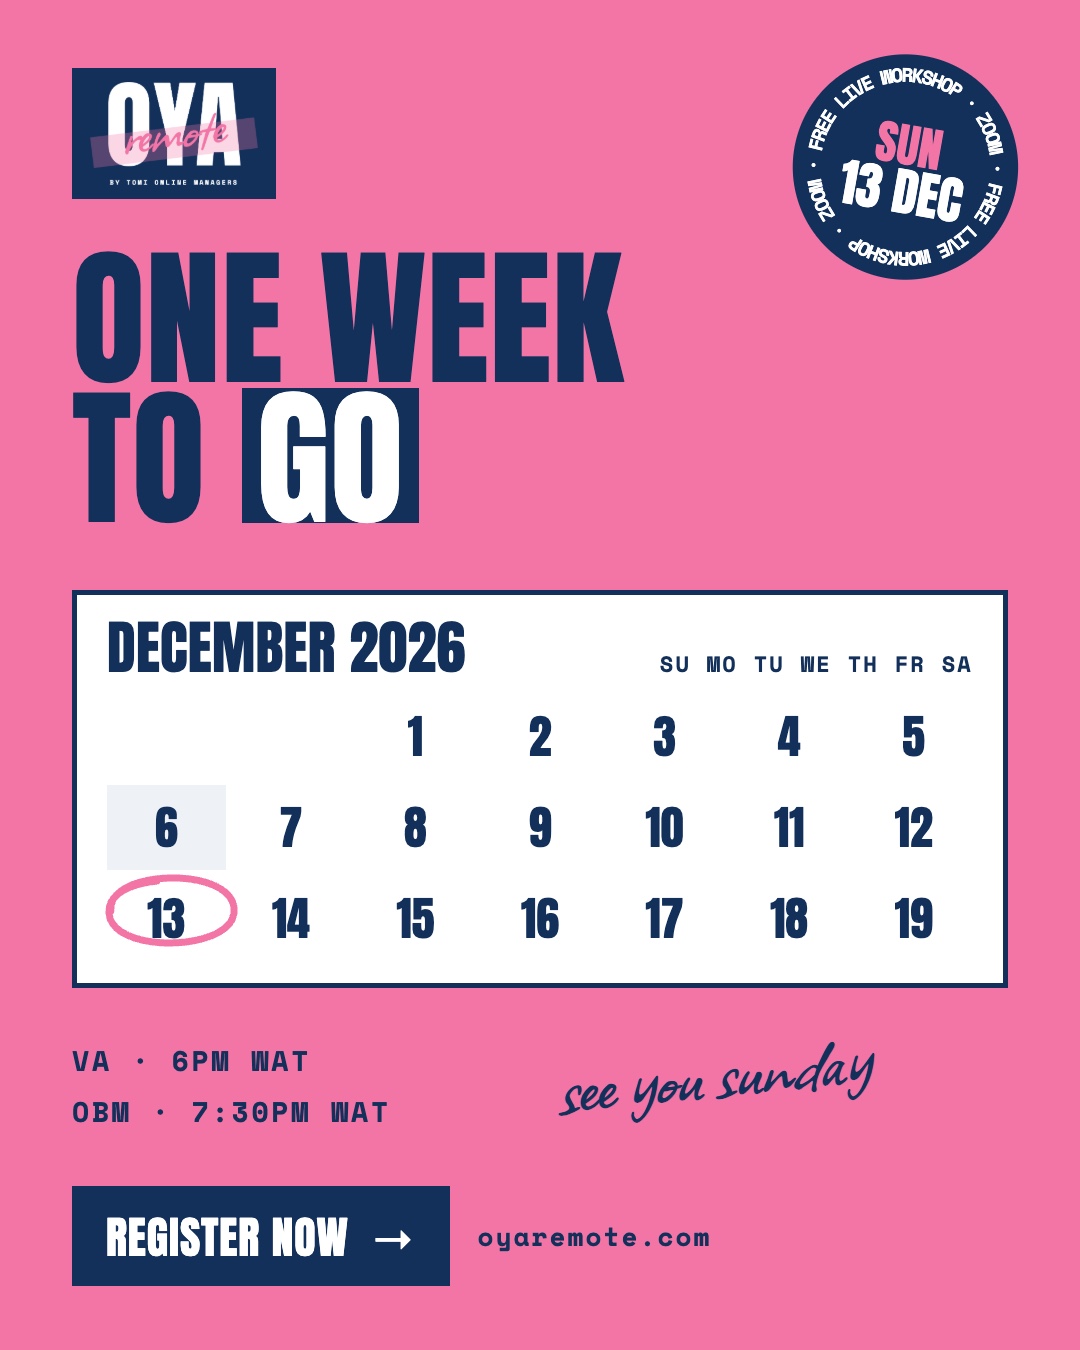 OYA
remote
BY TOMI ONLINE MANAGERS
FREE LIVE WORKSHOP · ZOOM · FREE LIVE WORKSHOP · ZOOM ·
SUN
13 DEC
ONE WEEK
TO GO
DECEMBER 2026
SU MO TU WE TH FR SA
1 2 3 4 5
6 7 8 9 10 11 12
13 14 15 16 17 18 19
VA · 6PM WAT
OBM · 7:30PM WAT
see you sunday
REGISTER NOW →
oyaremote.com